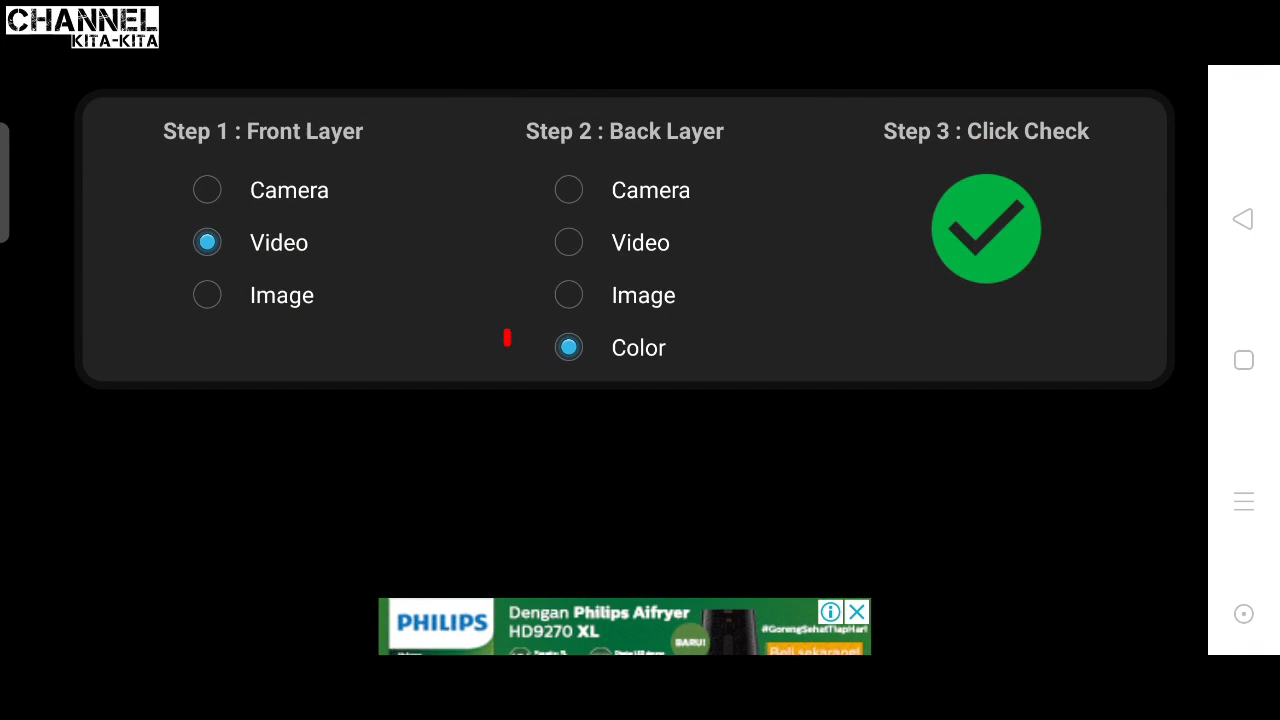 CHANNEL
KITA-KITA
Step 1 : Front Layer
Camera
Video
Image
Step 2 : Back Layer
Camera
Video
Image
Color
Step 3 : Click Check
PHILIPS
Dengan Philips Aifryer
HD9270 XL
BARU!
#GorengSehatTiapHari
Beli sekarang!